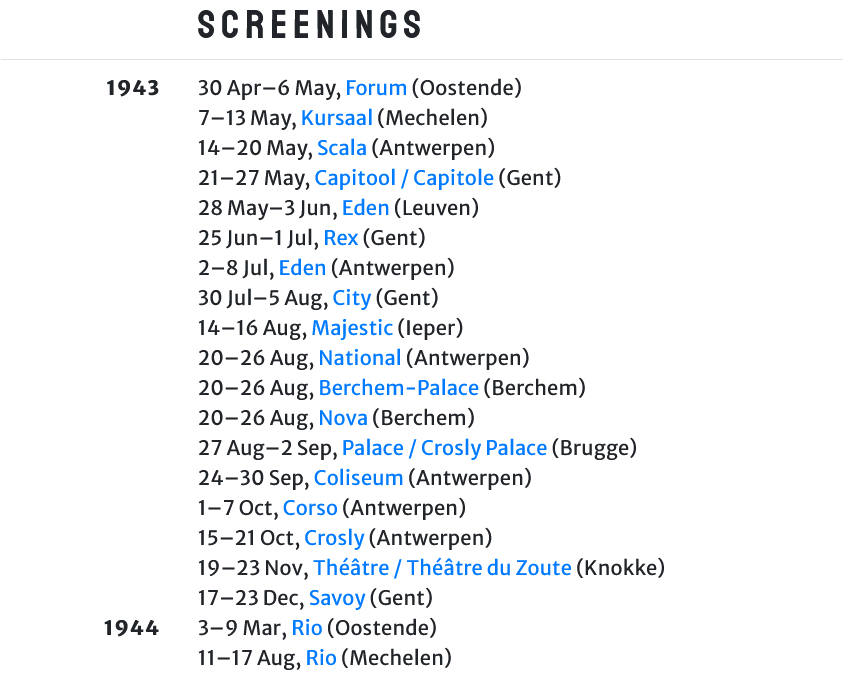 SCREENINGS
1943 30 Apr–6 May, Forum (Oostende)
7–13 May, Kursaal (Mechelen)
14–20 May, Scala (Antwerpen)
21–27 May, Capitool / Capitole (Gent)
28 May–3 Jun, Eden (Leuven)
25 Jun–1 Jul, Rex (Gent)
2–8 Jul, Eden (Antwerpen)
30 Jul–5 Aug, City (Gent)
14–16 Aug, Majestic (Ieper)
20–26 Aug, National (Antwerpen)
20–26 Aug, Berchem-Palace (Berchem)
20–26 Aug, Nova (Berchem)
27 Aug–2 Sep, Palace / Crosly Palace (Brugge)
24–30 Sep, Coliseum (Antwerpen)
1–7 Oct, Corso (Antwerpen)
15–21 Oct, Crosly (Antwerpen)
19–23 Nov, Théâtre / Théâtre du Zoute (Knokke)
17–23 Dec, Savoy (Gent)
1944 3–9 Mar, Rio (Oostende)
11–17 Aug, Rio (Mechelen)